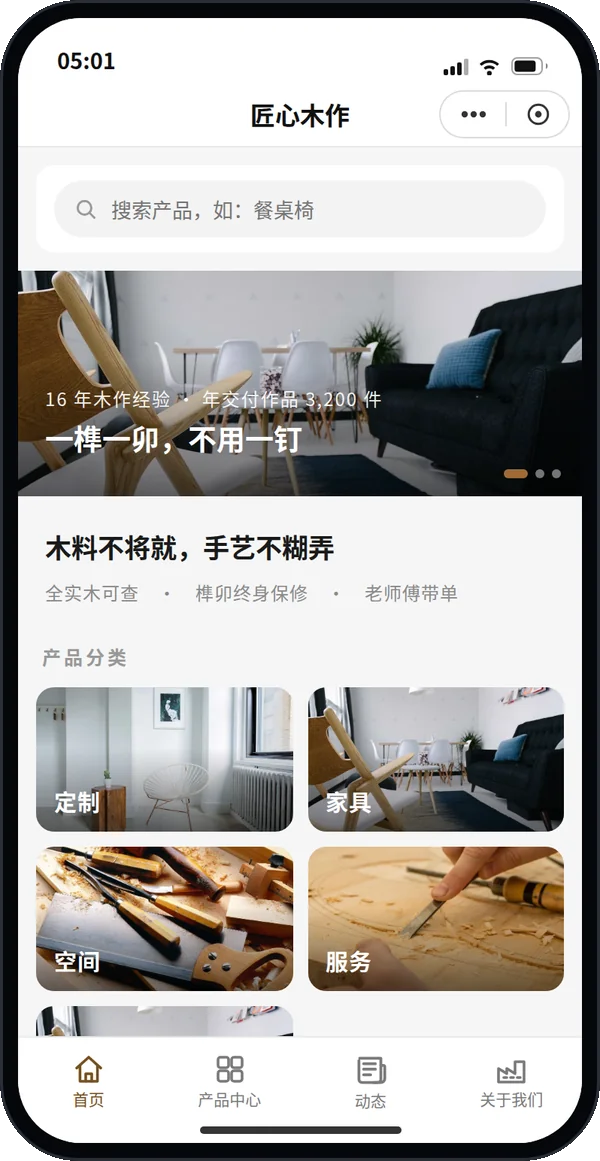 05:01
匠心木作
搜索产品，如：餐桌椅
16 年木作经验 · 年交付作品 3,200 件
一榫一卯，不用一钉
木料不将就，手艺不糊弄
全实木可查 · 榫卯终身保修 · 老师傅带单
产品分类
定制
家具
空间
服务
首页
产品中心
动态
关于我们